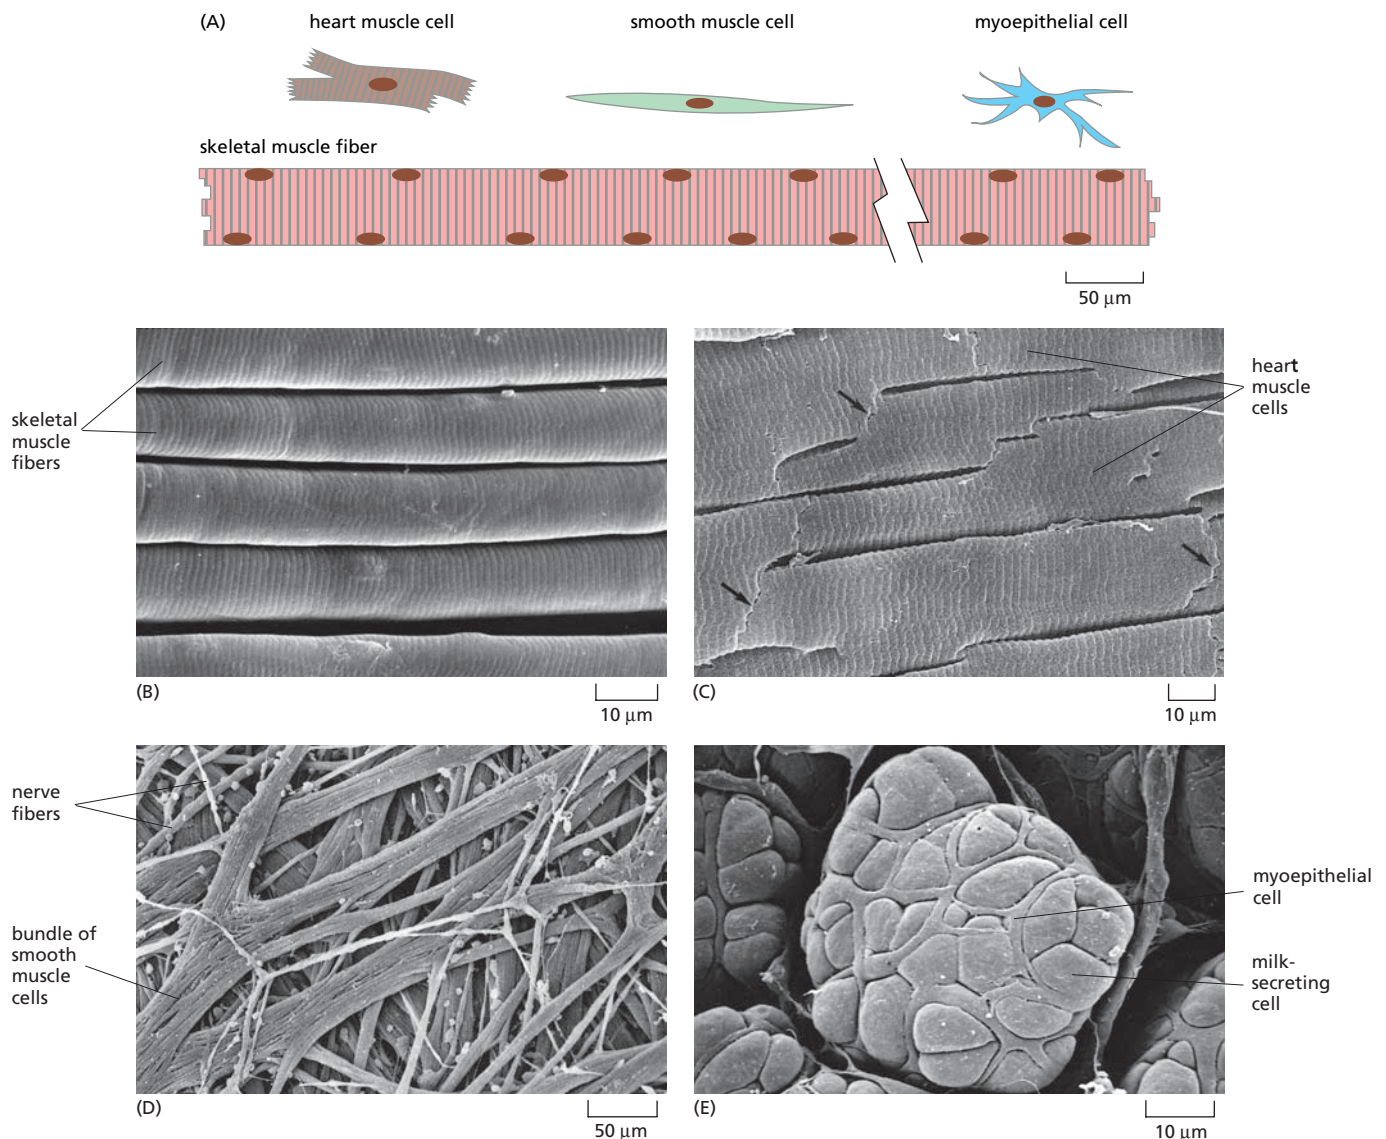 (A)
heart muscle cell
smooth muscle cell
myoepithelial cell
skeletal muscle fiber
50 μm
skeletal
muscle
fibers
heart
muscle
cells
(B)
10 μm
(C)
10 μm
nerve
fibers
bundle of
smooth
muscle
cells
myoepithelial
cell
milk-
secreting
cell
(D)
50 μm
(E)
10 μm